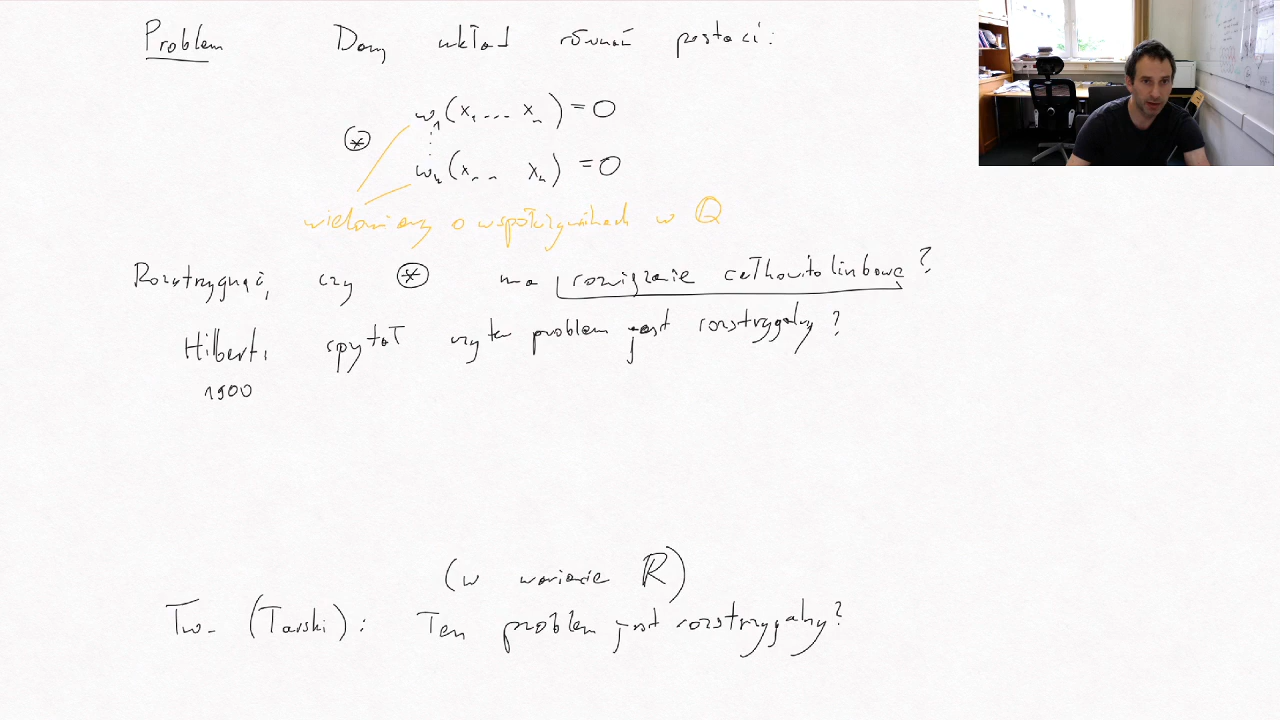 Problem Dany układ równań postaci:
w₁(x₁... xₙ) = 0
⊛
wₖ(x₁.. xₙ) = 0
wielomiany o współczynnikach w ℚ
Rozstrzygnąć, czy ⊛ ma rozwiązanie całkowitoliczbowe?
Hilbert: spytał czy ten problem jest rozstrzygalny?
1900
(w wariancie ℝ)
Tw. (Tarski): Ten problem jest rozstrzygalny?